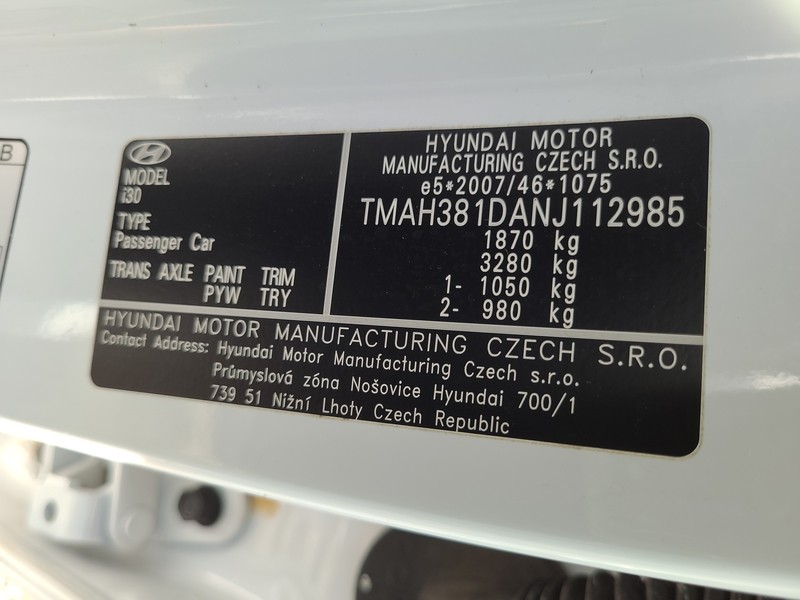 B
MODEL
i30
TYPE
Passenger Car
TRANS AXLE PAINT TRIM
PYW TRY
HYUNDAI MOTOR
MANUFACTURING CZECH S.R.O.
e5*2007/46*1075
TMAH381DANJ112985
1870 kg
3280 kg
1- 1050 kg
2- 980 kg
HYUNDAI MOTOR MANUFACTURING CZECH S.R.O.
Contact Address: Hyundai Motor Manufacturing Czech s.r.o.
Průmyslová zóna Nošovice Hyundai 700/1
739 51 Nižní Lhoty Czech Republic